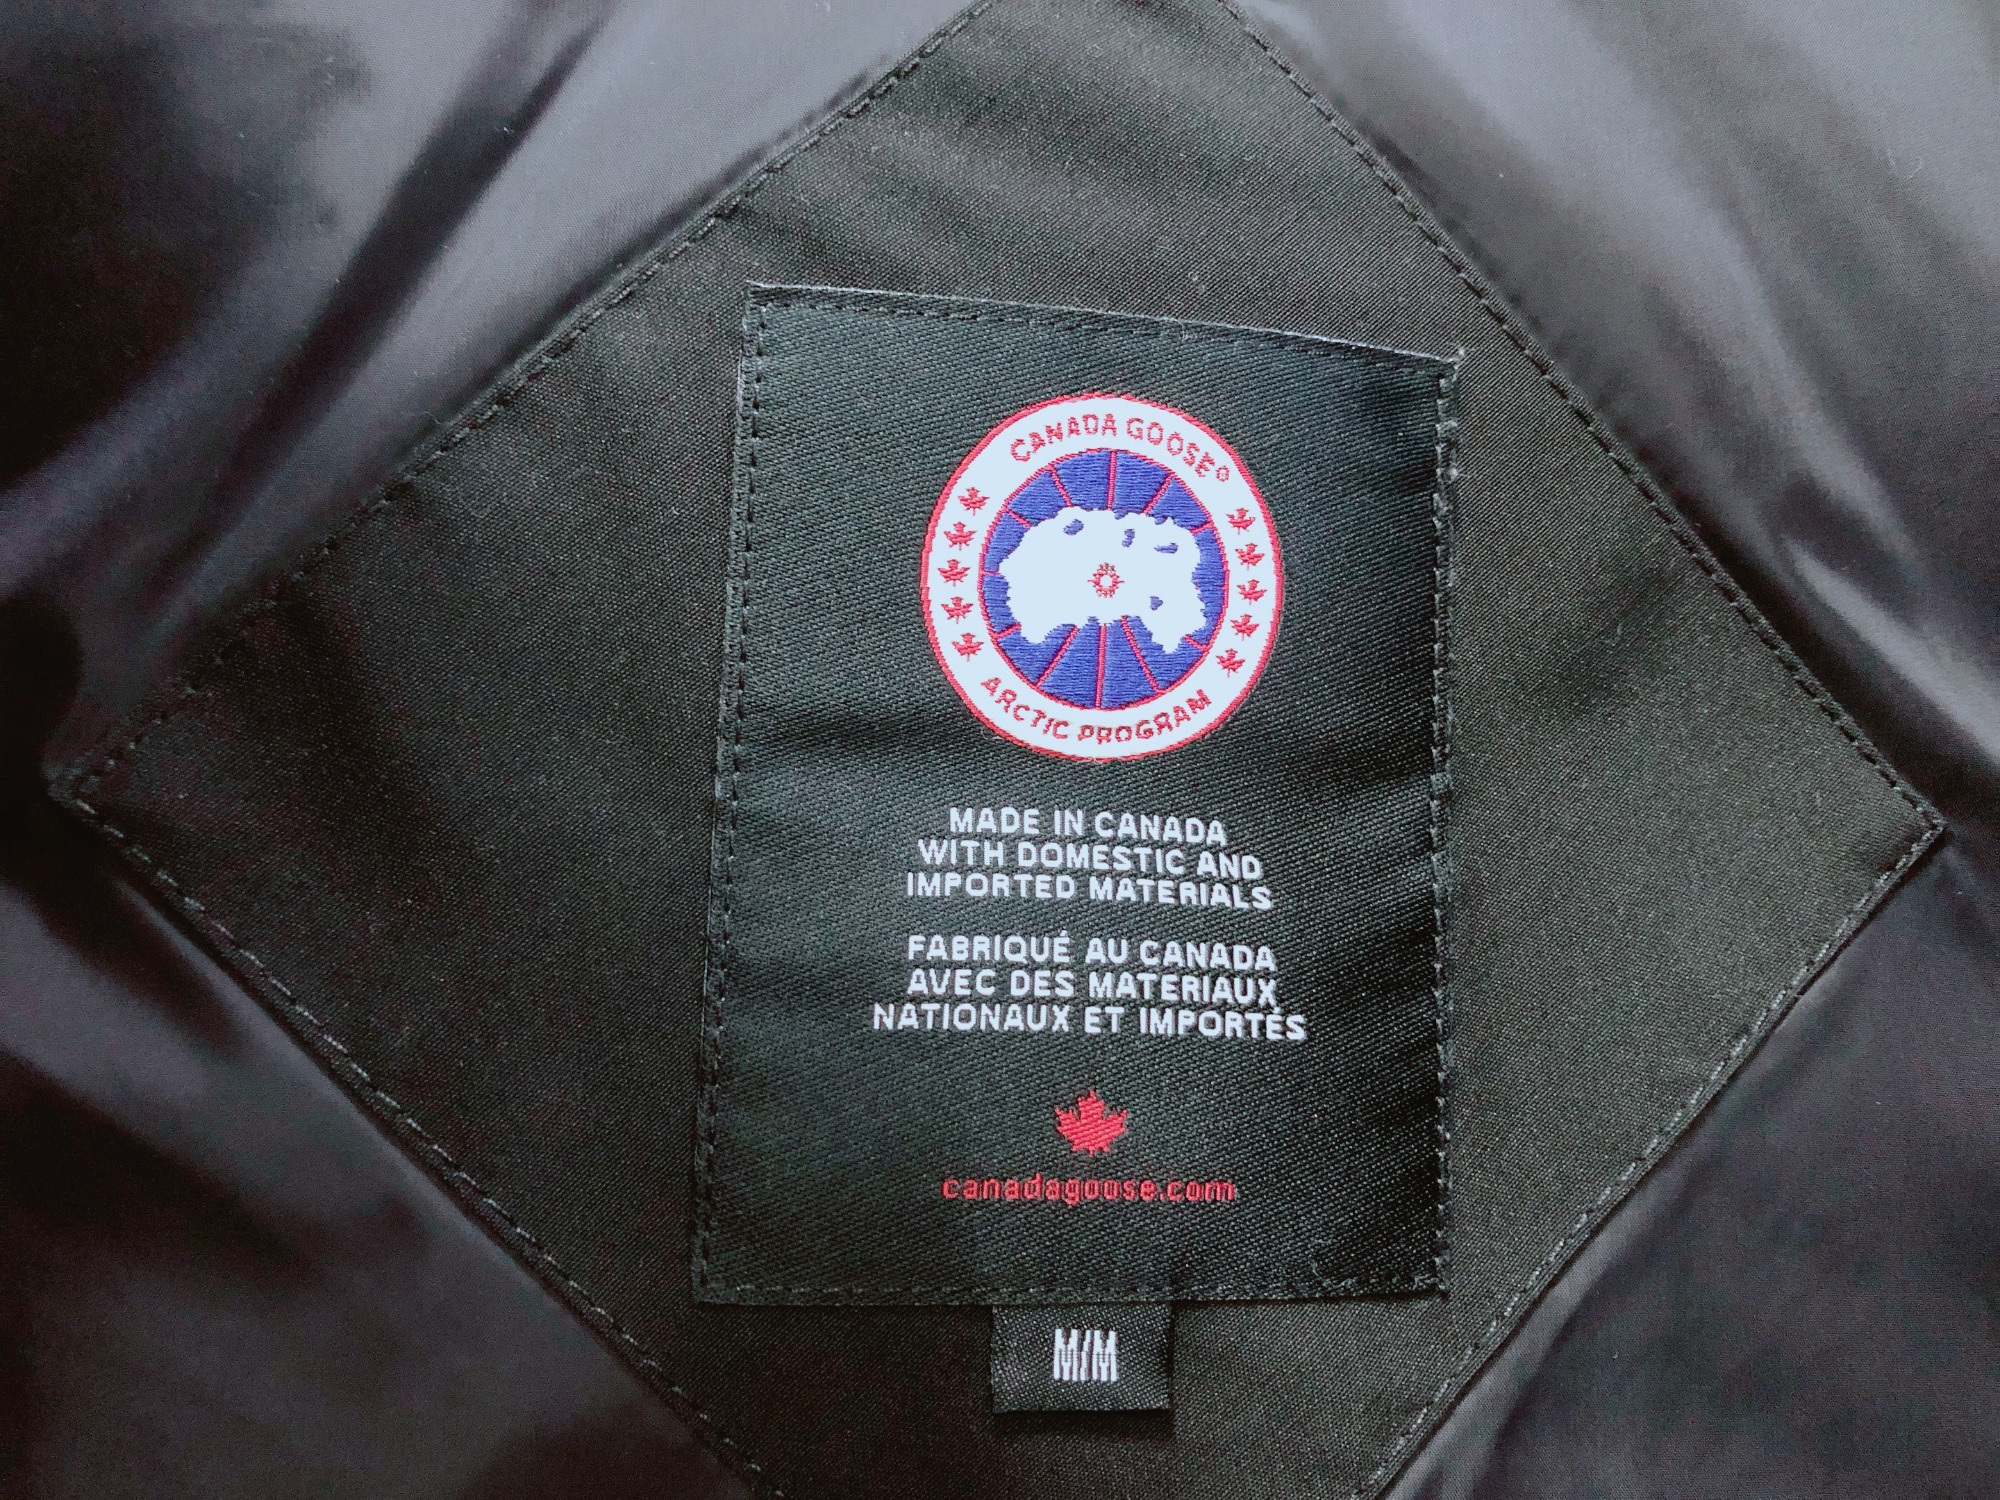 CANADA GOOSE®
ARCTIC PROGRAM
MADE IN CANADA
WITH DOMESTIC AND
IMPORTED MATERIALS
FABRIQUÉ AU CANADA
AVEC DES MATERIAUX
NATIONAUX ET IMPORTÉS
canadagoose.com
M/M